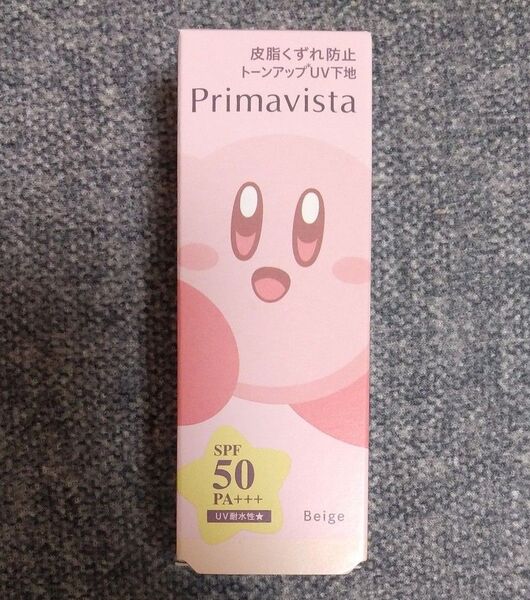 皮脂くずれ防止
トーンアップ*UV下地
Primavista
SPF
50
PA+++
UV耐水性★
Beige